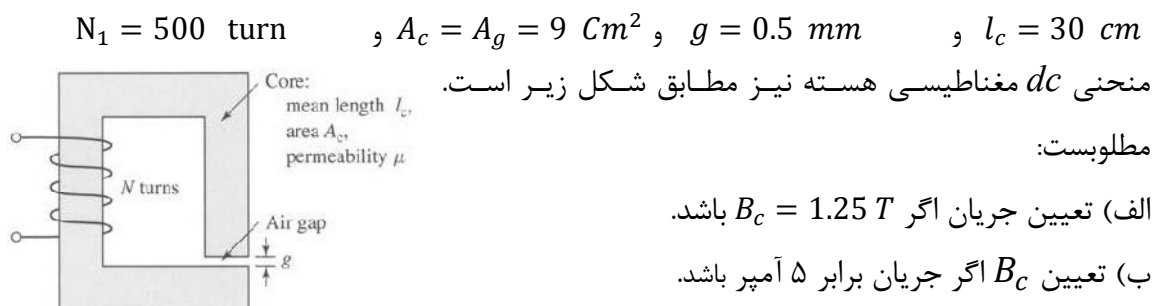 N₁ = 500 turn و A_c = A_g = 9 Cm² و g = 0.5 mm و l_c = 30 cm
منحنی dc مغناطیسی هسته نیز مطابق شکل زیر است.
مطلوبست:
الف) تعیین جریان اگر B_c = 1.25 T باشد.
ب) تعیین B_c اگر جریان برابر ۵ آمپر باشد.
Core:
mean length l_c,
area A_c,
permeability μ
N turns
Air gap
g